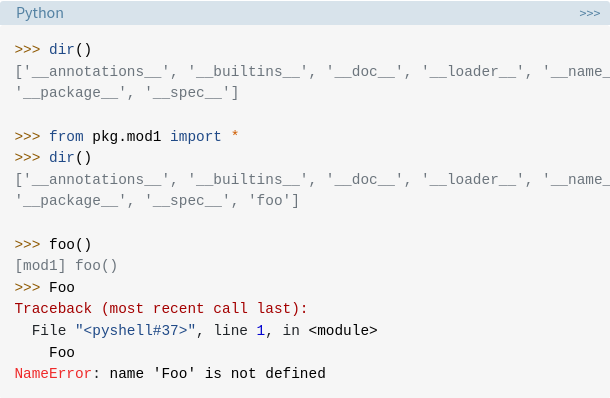 Python >>>
>>> dir()
['__annotations__', '__builtins__', '__doc__', '__loader__', '__name_
'__package__', '__spec__']
>>> from pkg.mod1 import *
>>> dir()
['__annotations__', '__builtins__', '__doc__', '__loader__', '__name_
'__package__', '__spec__', 'foo']
>>> foo()
[mod1] foo()
>>> Foo
Traceback (most recent call last):
  File "<pyshell#37>", line 1, in <module>
    Foo
NameError: name 'Foo' is not defined